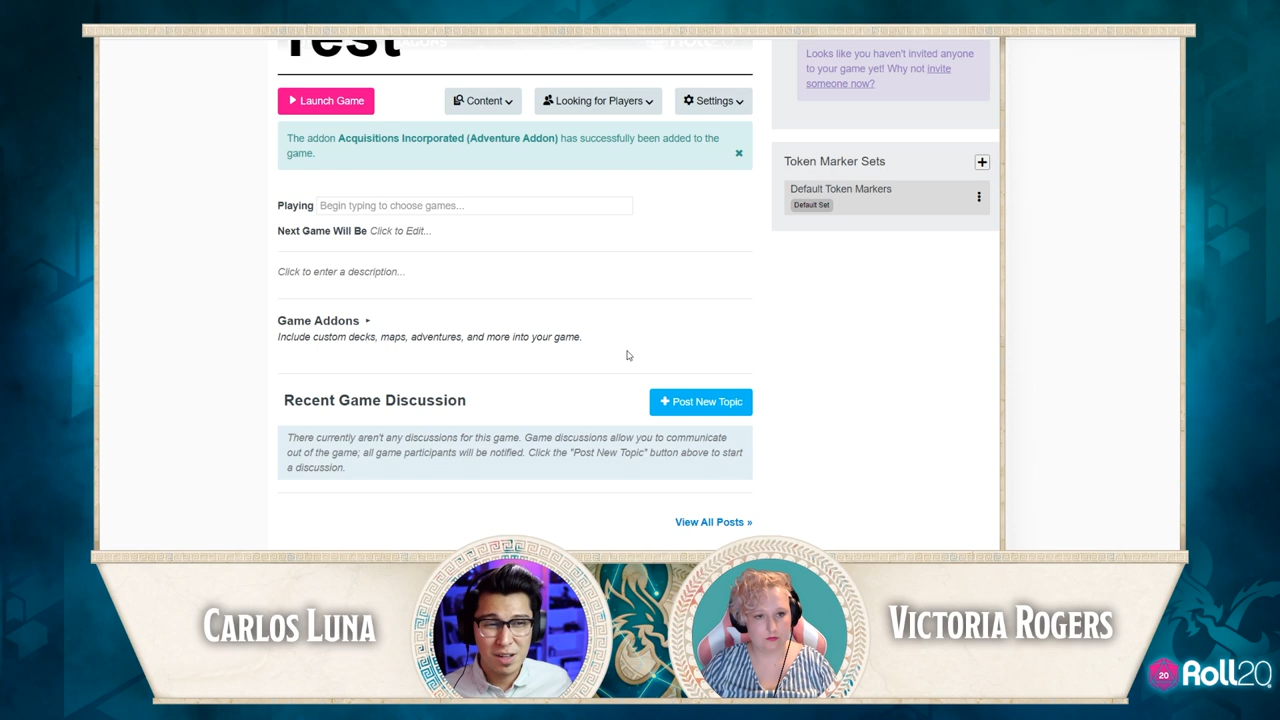 Test
Launch Game
Content
Looking for Players
Settings
The addon Acquisitions Incorporated (Adventure Addon) has successfully been added to the
game.
Playing Begin typing to choose games...
Next Game Will Be Click to Edit...
Click to enter a description...
Game Addons
Include custom decks, maps, adventures, and more into your game.
Recent Game Discussion
Post New Topic
There currently aren't any discussions for this game. Game discussions allow you to communicate
out of the game; all game participants will be notified. Click the "Post New Topic" button above to start
a discussion.
View All Posts »
Looks like you haven't invited anyone
to your game yet! Why not invite
someone now?
Token Marker Sets
Default Token Markers
Default Set
CARLOS LUNA
VICTORIA ROGERS
20 Roll20